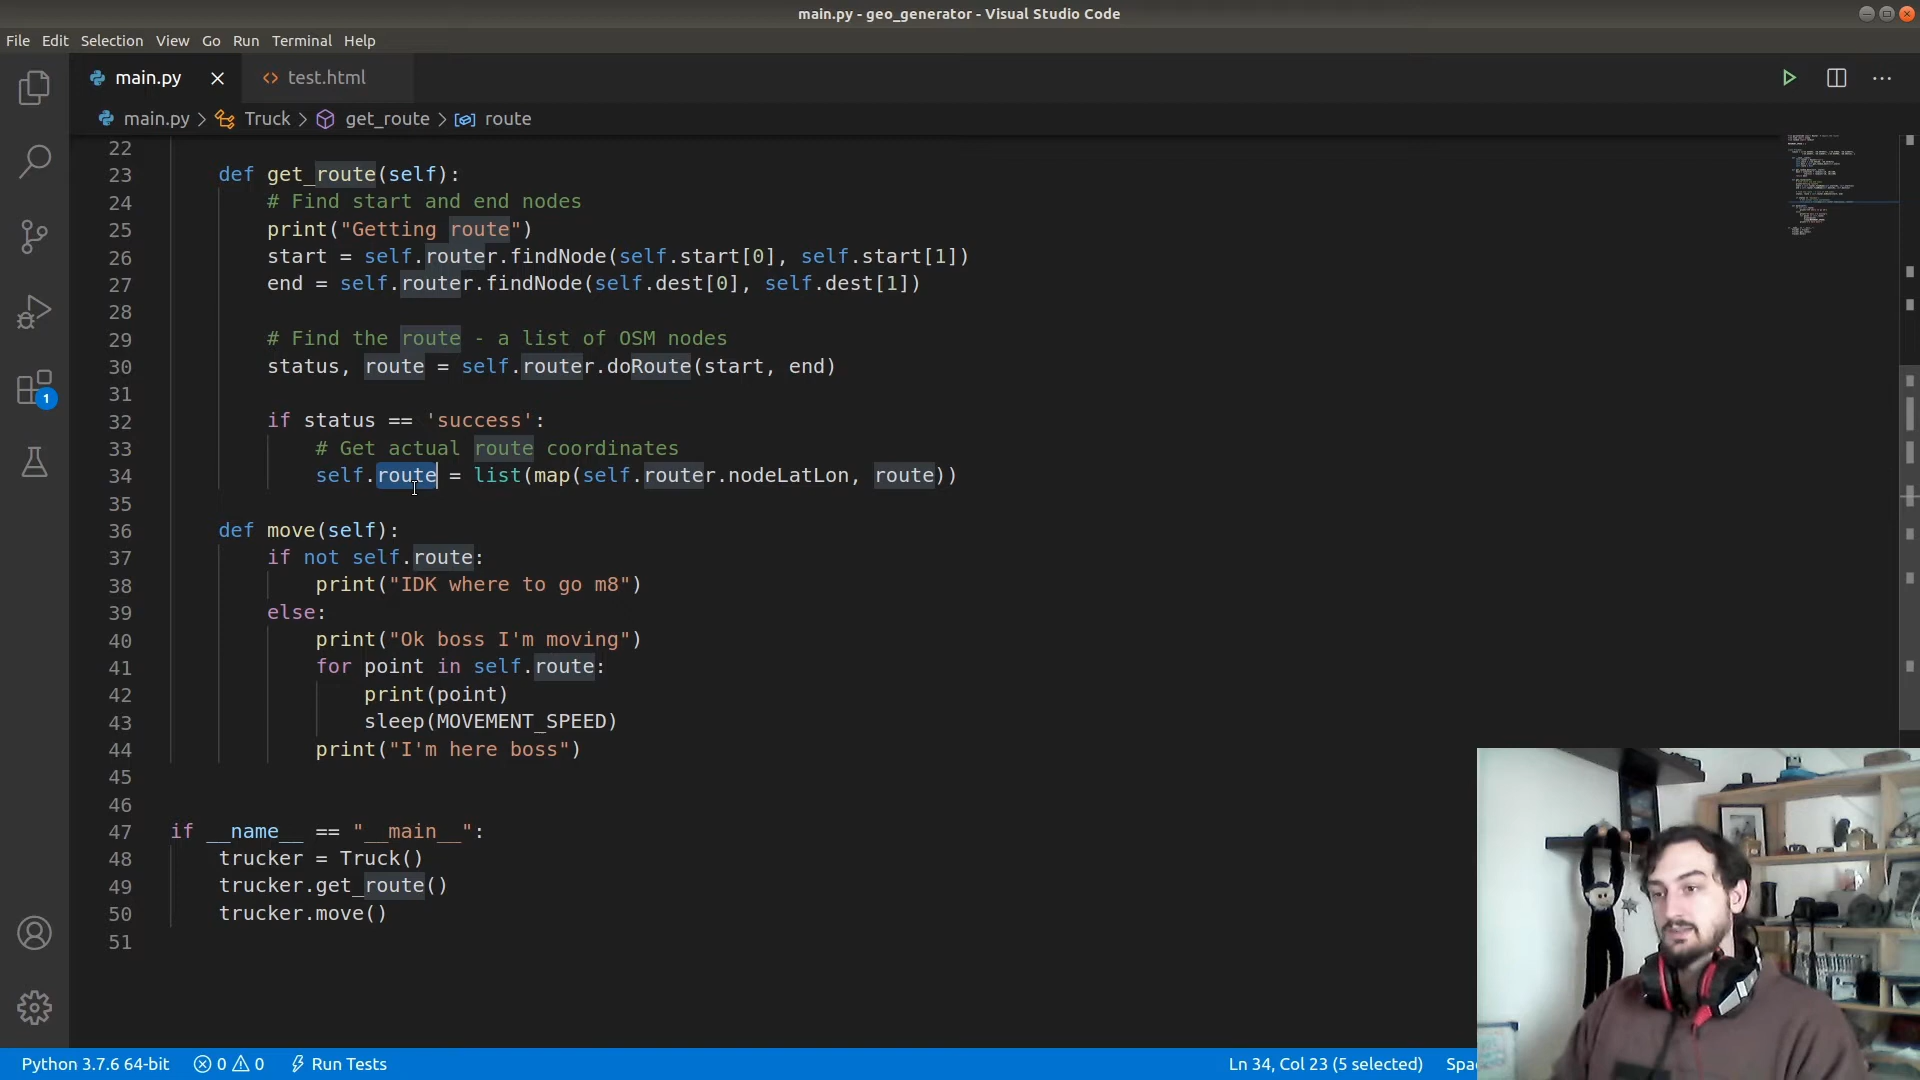 main.py - geo_generator - Visual Studio Code
File Edit Selection View Go Run Terminal Help
main.py test.html
main.py > Truck > get_route > route
22
23 def get_route(self):
24 # Find start and end nodes
25 print("Getting route")
26 start = self.router.findNode(self.start[0], self.start[1])
27 end = self.router.findNode(self.dest[0], self.dest[1])
28
29 # Find the route - a list of OSM nodes
30 status, route = self.router.doRoute(start, end)
31
32 if status == 'success':
33 # Get actual route coordinates
34 self.route = list(map(self.router.nodeLatLon, route))
35
36 def move(self):
37 if not self.route:
38 print("IDK where to go m8")
39 else:
40 print("Ok boss I'm moving")
41 for point in self.route:
42 print(point)
43 sleep(MOVEMENT_SPEED)
44 print("I'm here boss")
45
46
47 if __name__ == "__main__":
48 trucker = Truck()
49 trucker.get_route()
50 trucker.move()
51
1
Python 3.7.6 64-bit 0 0 Run Tests Ln 34, Col 23 (5 selected)